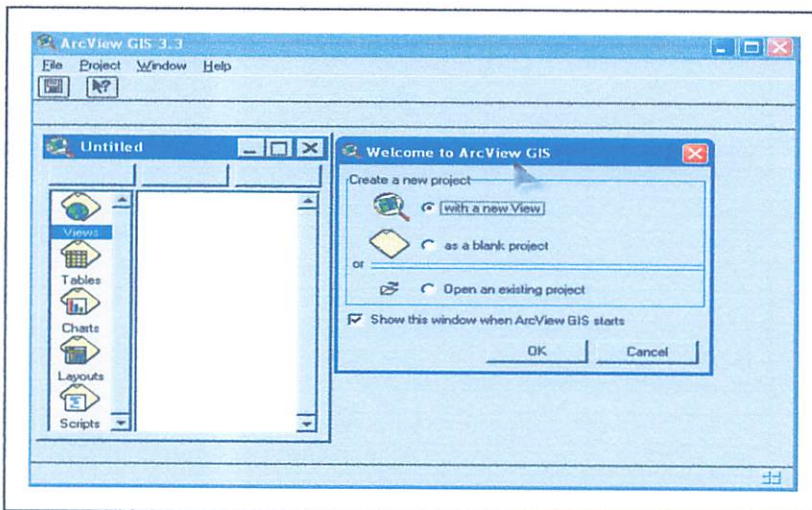 ArcView GIS 3.3
File Project Window Help
Untitled
Views
Tables
Charts
Layouts
Scripts
Welcome to ArcView GIS
Create a new project
with a new View
as a blank project
or
Open an existing project
Show this window when ArcView GIS starts
OK Cancel